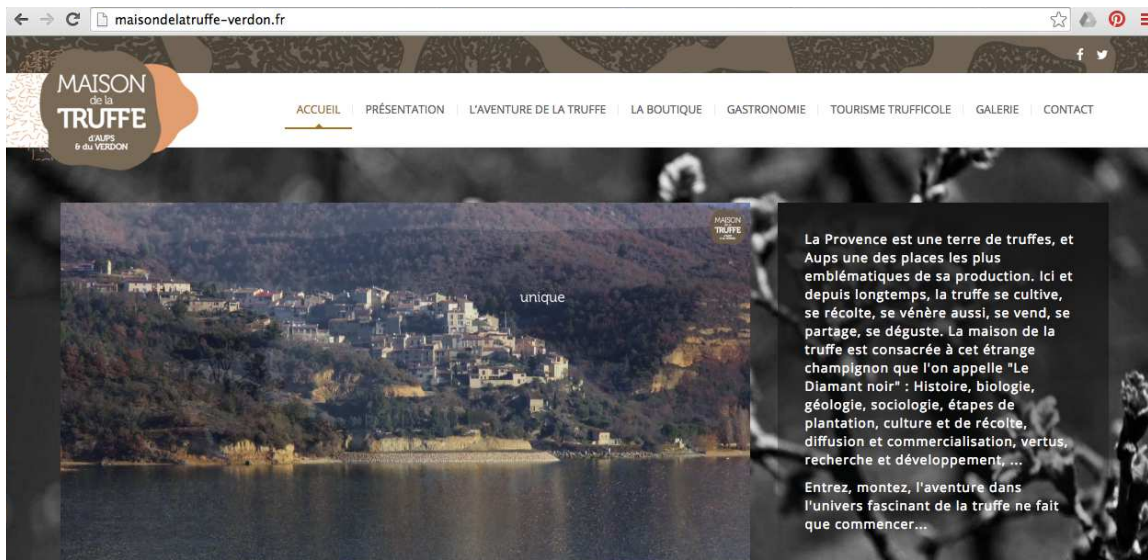 maisondelatruffe-verdon.fr
f
MAISON
de la
TRUFFE
d'AUPS
& du VERDON
ACCUEIL PRÉSENTATION L'AVENTURE DE LA TRUFFE LA BOUTIQUE GASTRONOMIE TOURISME TRUFFICOLE GALERIE CONTACT
MAISON
TRUFFE
unique
La Provence est une terre de truffes, et
Aups une des places les plus
emblématiques de sa production. Ici et
depuis longtemps, la truffe se cultive,
se récolte, se vénère aussi, se vend, se
partage, se déguste. La maison de la
truffe est consacrée à cet étrange
champignon que l'on appelle "Le
Diamant noir" : Histoire, biologie,
géologie, sociologie, étapes de
plantation, culture et de récolte,
diffusion et commercialisation, vertus,
recherche et développement, ...
Entrez, montez, l'aventure dans
l'univers fascinant de la truffe ne fait
que commencer...